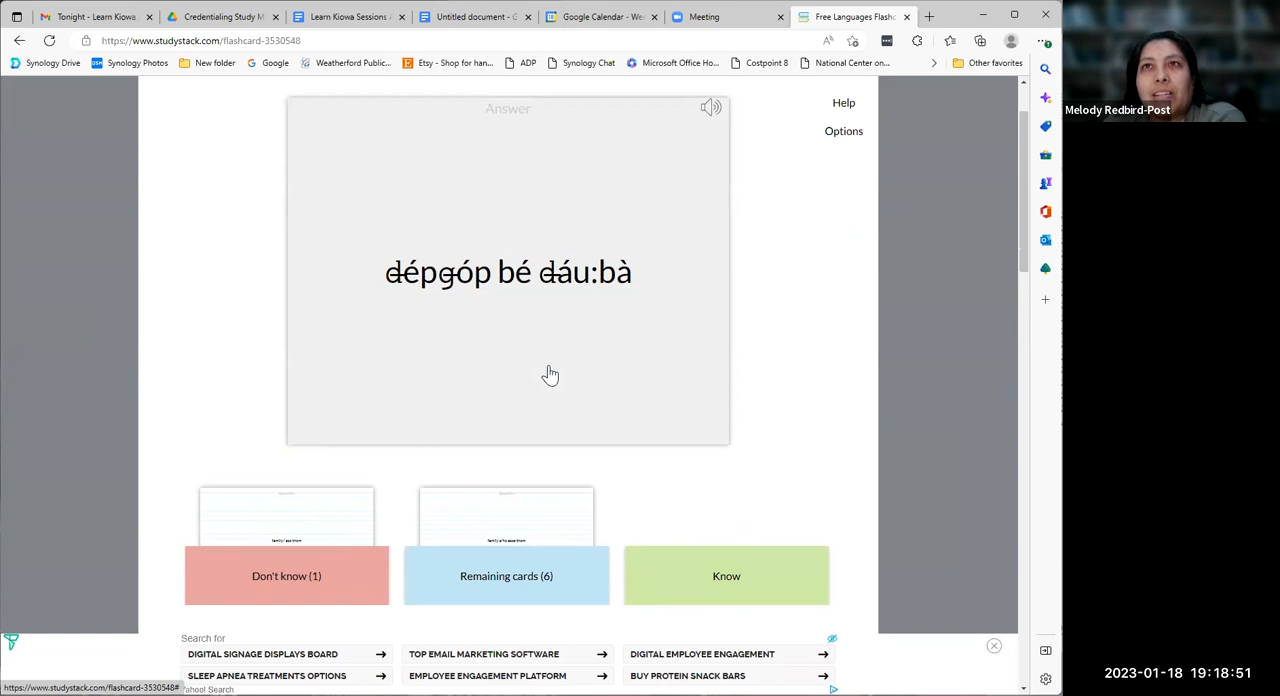 Tonight - Learn Kiowa
Credentialing Study M
Learn Kiowa Sessions
Untitled document - G
Google Calendar - We
Meeting
Free Languages Flashc
https://www.studystack.com/flashcard-3530548
Synology Drive
Synology Photos
New folder
Google
Weatherford Public...
Etsy - Shop for han...
ADP
Synology Chat
Microsoft Office Ho...
Costpoint 8
National Center on...
Other favorites
Melody Redbird-Post
Answer
Help
Options
d̶épg̶óp bé d̶áu:bà
Don't know (1)
Remaining cards (6)
Know
Search for
DIGITAL SIGNAGE DISPLAYS BOARD
TOP EMAIL MARKETING SOFTWARE
DIGITAL EMPLOYEE ENGAGEMENT
SLEEP APNEA TREATMENTS OPTIONS
EMPLOYEE ENGAGEMENT PLATFORM
BUY PROTEIN SNACK BARS
Yahoo! Search
https://www.studystack.com/flashcard-3530548#
2023-01-18 19:18:51